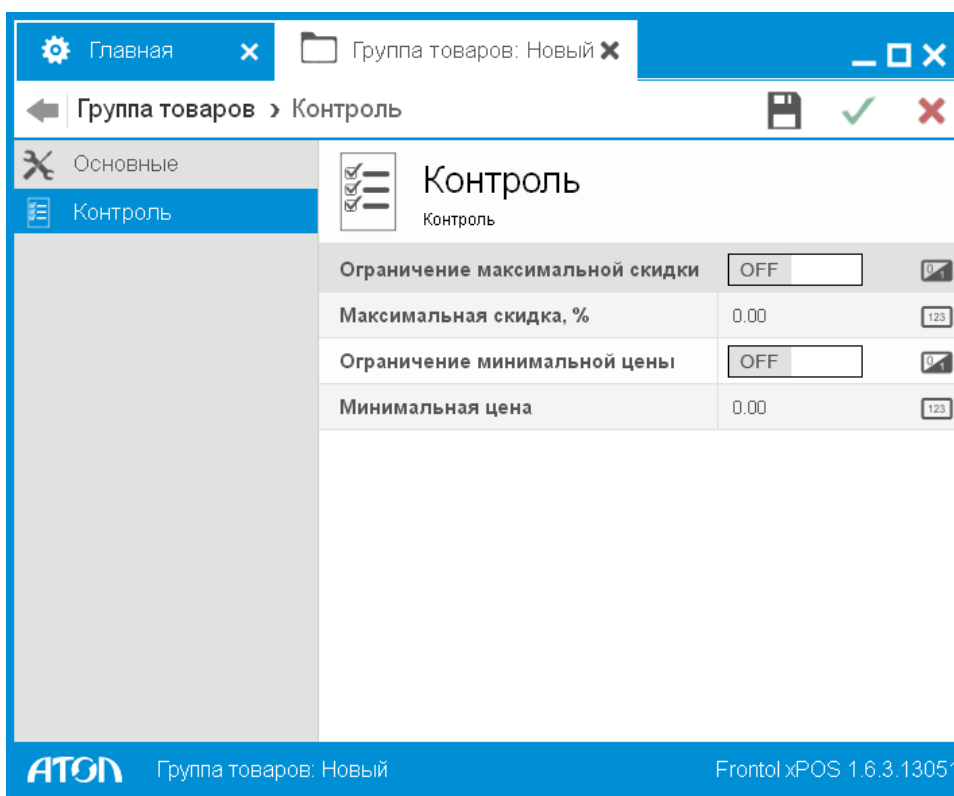 Главная
Группа товаров: Новый
Группа товаров › Контроль
Основные
Контроль
Контроль
Контроль
Ограничение максимальной скидки OFF
Максимальная скидка, % 0.00 123
Ограничение минимальной цены OFF
Минимальная цена 0.00 123
АТОЛ Группа товаров: Новый Frontol xPOS 1.6.3.13051